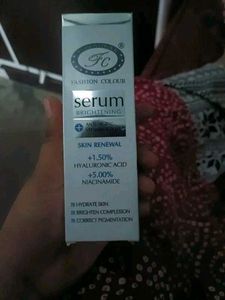 FC
®
FASHION COLOUR
serum
BRIGHTENING
SKIN RENEWAL
+1.50%
HYALURONIC ACID
+5.00%
NIACINAMIDE
HYDRATE SKIN
BRIGHTEN COMPLEXION
CORRECT PIGMENTATION